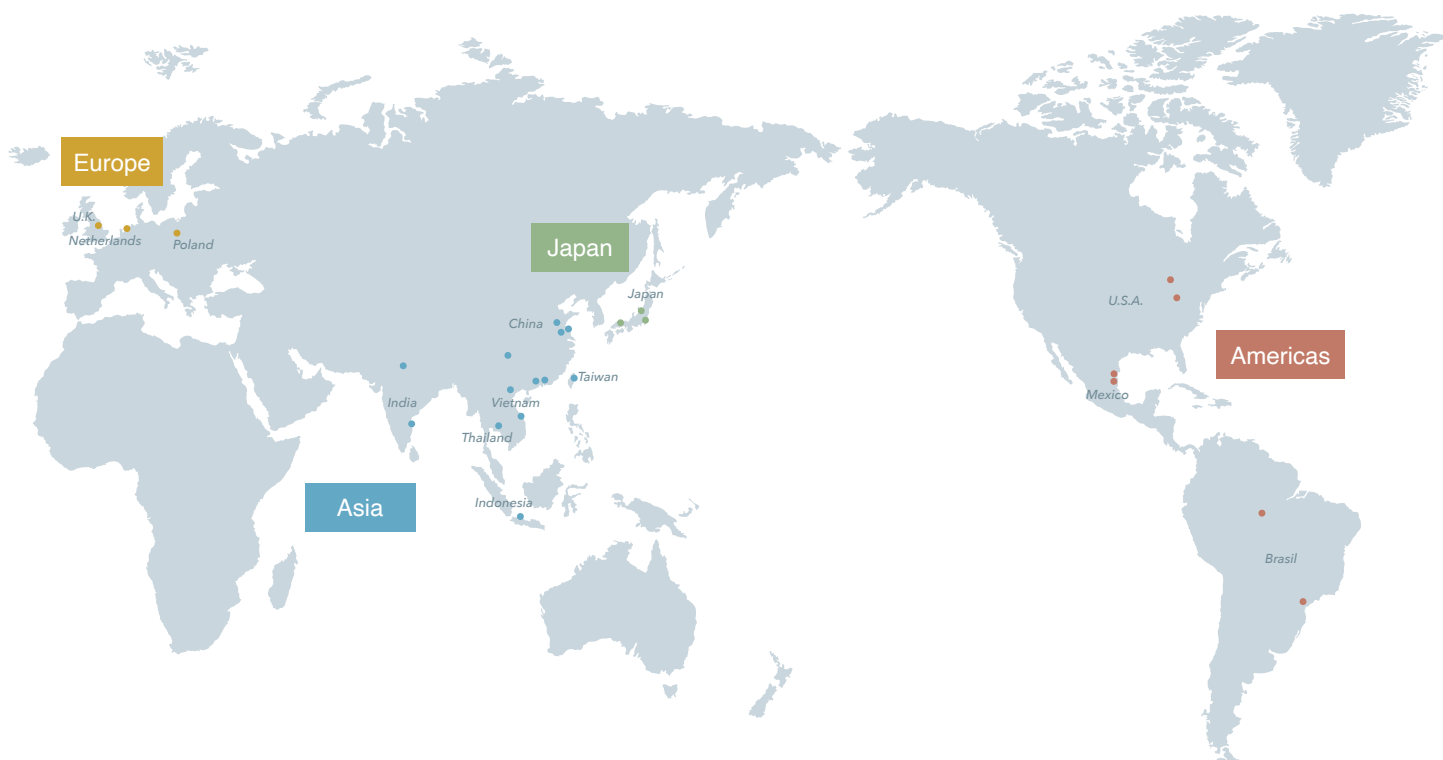 Europe
U.K.
Netherlands
Poland
Japan
Japan
China
Taiwan
India
Vietnam
Thailand
Asia
Indonesia
U.S.A.
Americas
Mexico
Brasil